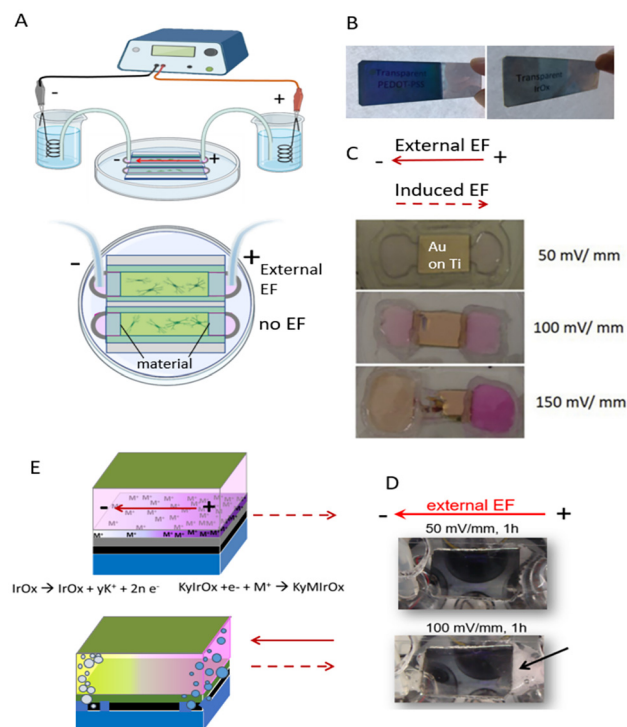 A
-
+
-
+
-
+
External
EF
no EF
material
B
Transparent
PEDOT-PSS
Transparent
IrOx
C
External EF
-
+
Induced EF
Au
on Ti
50 mV/ mm
100 mV/ mm
150 mV/ mm
E
M⁺ M⁺ M⁺ M⁺
-
+
M⁺ M⁺ M⁺ M⁺
IrOx → IrOx + yK⁺ + 2n e⁻
KyIrOx +e- + M⁺ → KyMIrOx
D
external EF
-
+
50 mV/mm, 1h
100 mV/mm, 1h